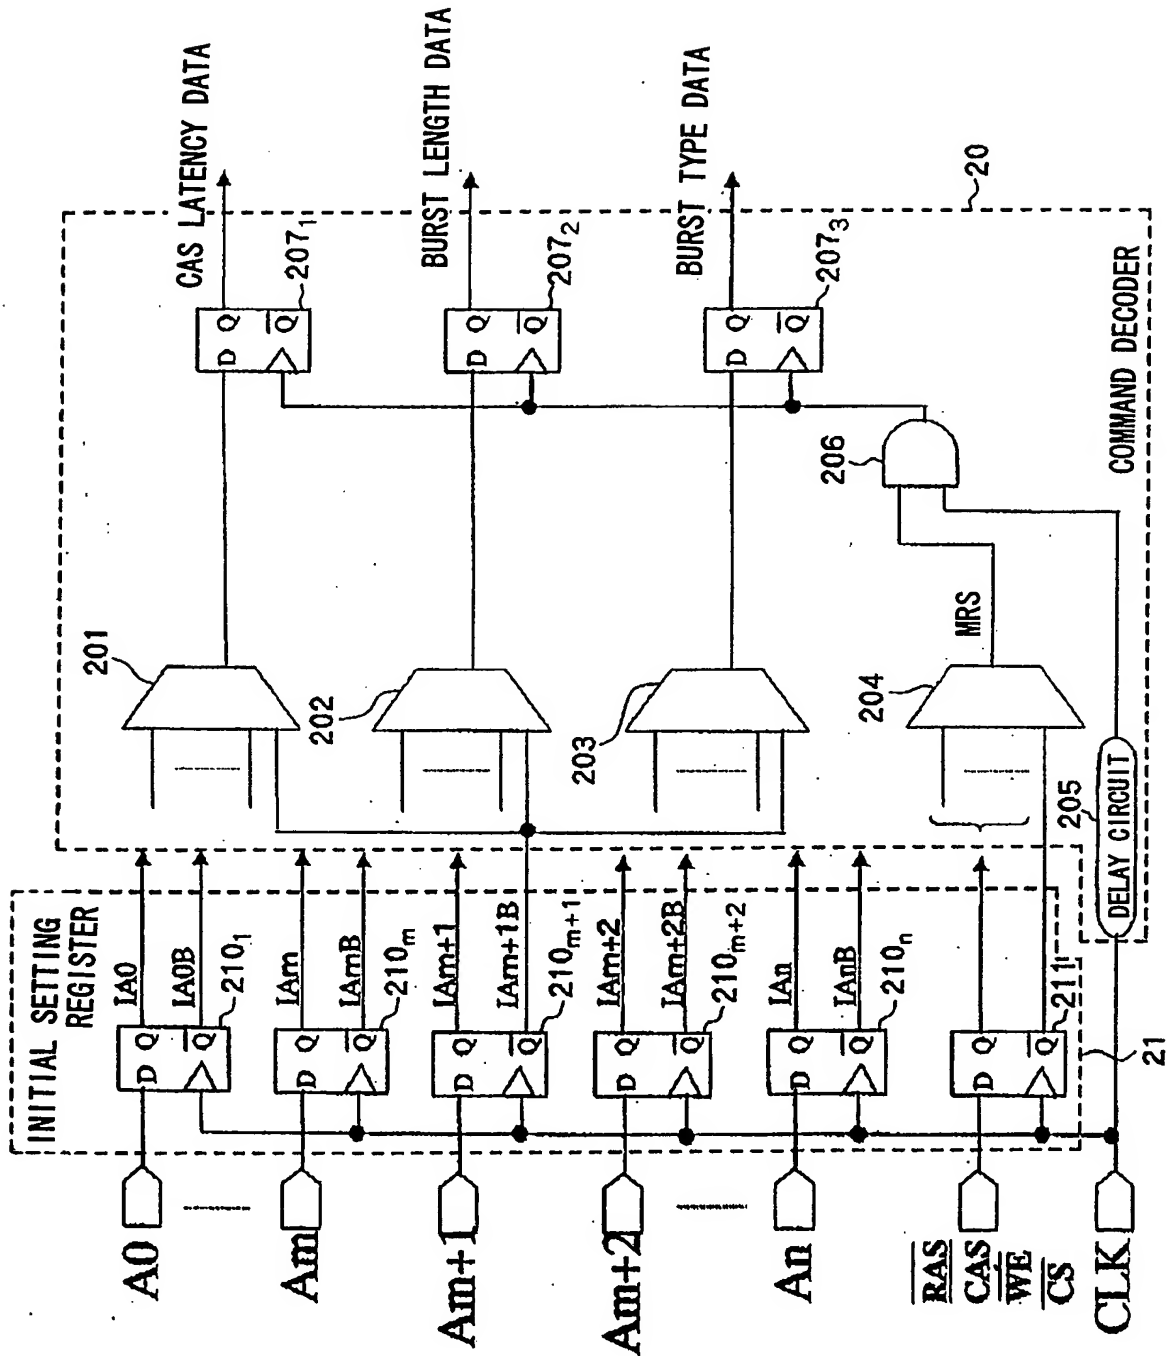 A0
Am
Am+1
Am+2
An
RAS
CAS
WE
CS
CLK
INITIAL SETTING
REGISTER
D Q
Q
210₁
IA0
IA0B
D Q
Q
210ₘ
IAm
IAmB
D Q
Q
210ₘ₊₁
IAm+1
IAm+1B
D Q
Q
210ₘ₊₂
IAm+2
IAm+2B
D Q
Q
210ₙ
IAn
IAnB
D Q
Q
211
21
201
202
203
204
MRS
205
DELAY CIRCUIT
206
D Q
Q
207₁
CAS LATENCY DATA
D Q
Q
207₂
BURST LENGTH DATA
D Q
Q
207₃
BURST TYPE DATA
COMMAND DECODER
20